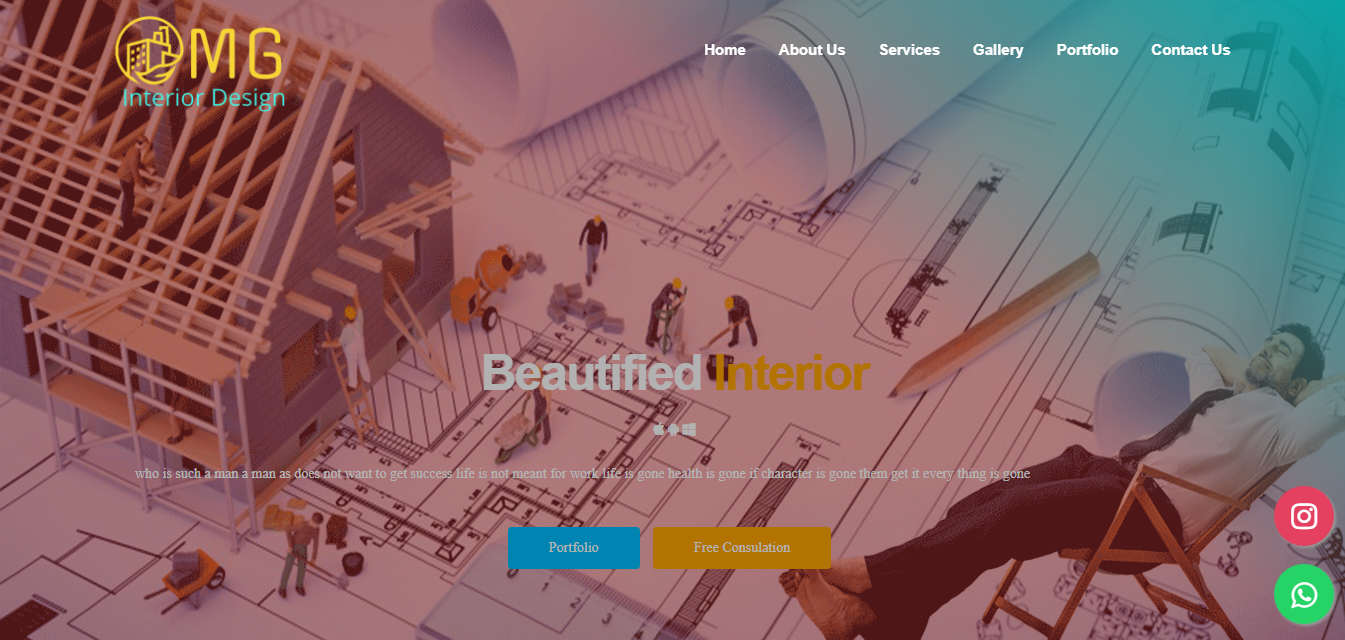 OMG
Interior Design
Home About Us Services Gallery Portfolio Contact Us
Beautified Interior
who is such a man a man as does not want to get success life is not meant for work life is gone health is gone if character is gone them get it every thing is gone
Portfolio Free Consulation